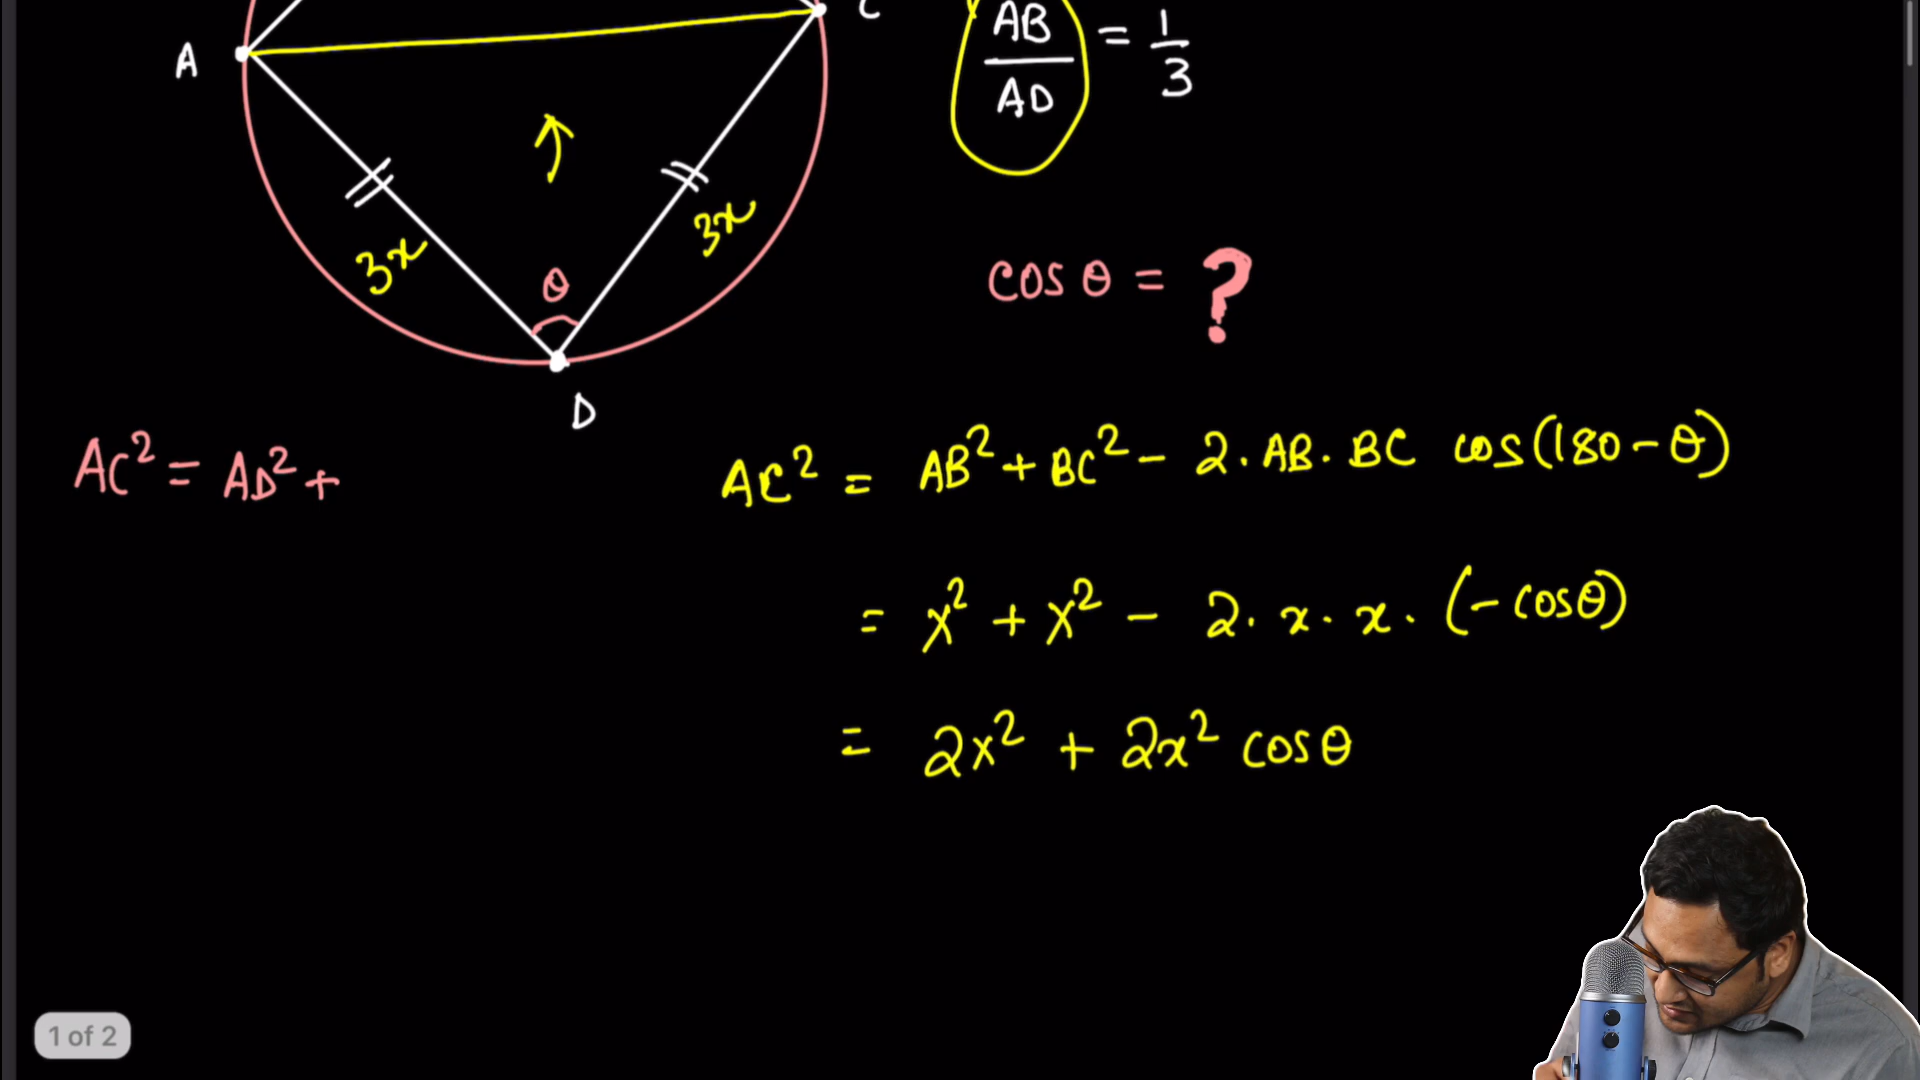 C
A
AB/AD = 1/3
3x
3x
θ
cos θ = ?
D
AC² = AD² +
AC² = AB² + BC² - 2 · AB · BC cos(180 - θ)
= x² + x² - 2 · x · x · (- cosθ)
= 2x² + 2x² cosθ
1 of 2